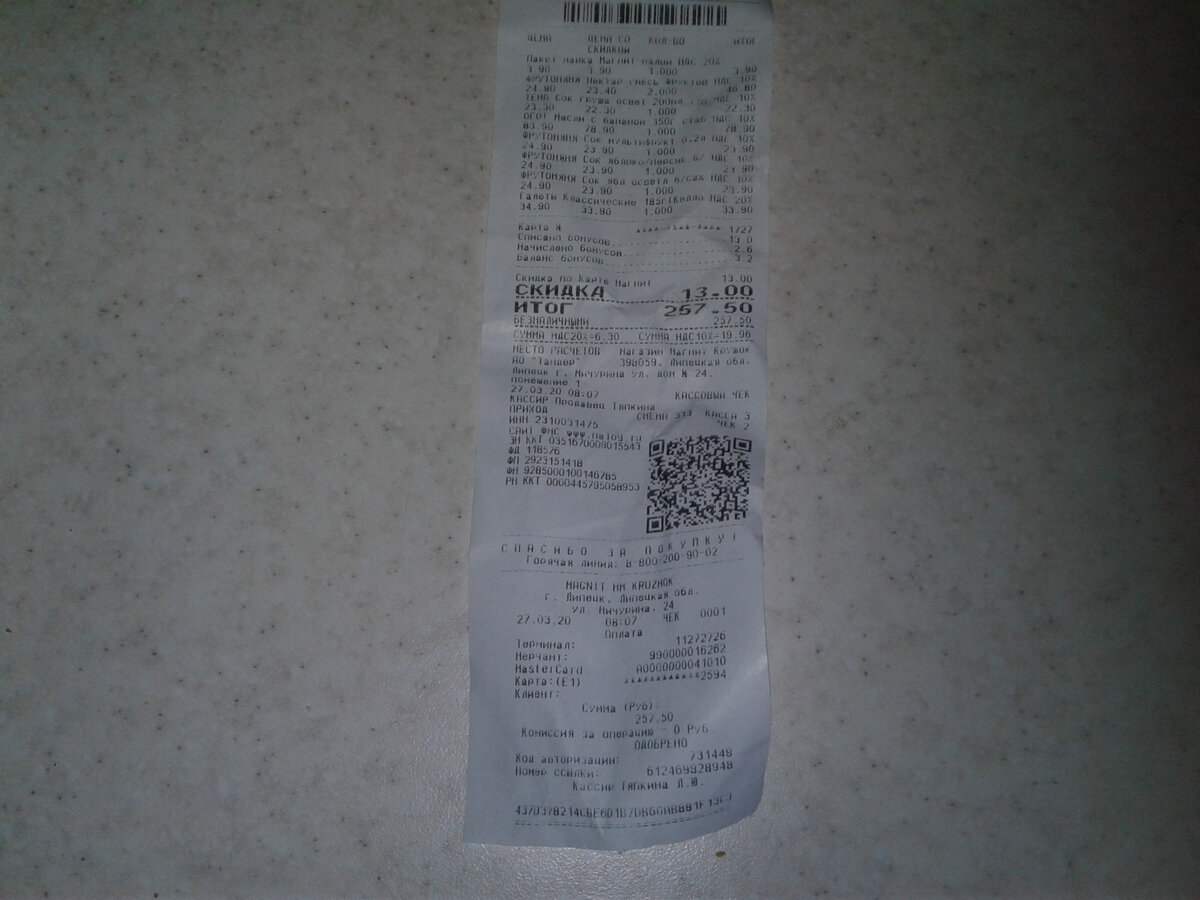 ЦЕНА ЦЕНА СО КОЛ-ВО ИТОГ
СКИДКОЙ
Пакет-майка Магнит малый НДС 20%
3.90 3.90 1.000 3.90
ФРУТОНЯНЯ Нектар смесь фруктов НДС 10%
24.90 23.40 2.000 46.80
ТЕМА Сок груша освет 200мл НДС 10%
23.30 22.30 1.000 22.30
ОГО! Мюсли с бананом 350г стаб НДС 10%
83.90 78.90 1.000 78.90
ФРУТОНЯНЯ Сок мультифрукт 0.2л НДС 10%
24.90 23.90 1.000 23.90
ФРУТОНЯНЯ Сок яблоко/персик б/ НДС 10%
24.90 23.90 1.000 23.90
ФРУТОНЯНЯ Сок ябл осветл б/сах НДС 10%
24.90 23.90 1.000 23.90
Галеты Классические 185г(Келло НДС 20%
34.90 33.90 1.000 33.90
Карта № ****-****-**** 1727
Списано бонусов 13.0
Начислено бонусов 2.6
Баланс бонусов 3.2
Скидка по Карте Магнит 13.00
СКИДКА 13.00
ИТОГ 257.50
БЕЗНАЛИЧНЫМИ 257.50
СУММА НДС20%=6.30 СУММА НДС10%=19.96
МЕСТО РАСЧЕТОВ Магазин Магнит Кружок
АО "Тандер" 398059, Липецкая обл.
Липецк г. Мичурина ул. дом № 24,
помещение 1
27.03.20 08:07 КАССОВЫЙ ЧЕК
КАССИР Продавец Тяпкина СМЕНА 313 КАССА 3
ПРИХОД ЧЕК 2
ИНН 2310031475
САЙТ ФНС www.nalog.ru
ЗН ККТ 0351670009015543
ФД 118576
ФП 2923151418
ФН 9285000100146785
РН ККТ 0000445795058953
СПАСИБО ЗА ПОКУПКУ!
Горячая линия: 8-800-200-90-02
MAGNIT MM KRUZHOK
г. Липецк, Липецкая обл.
ул. Мичурина, 24
27.03.20 08:07 ЧЕК 0001
Оплата
Терминал: 11272726
Мерчант: 990000016262
MasterCard A0000000041010
Карта:(E1) ************2594
Клиент:
Сумма (Руб):
257.50
Комиссия за операцию - 0 Руб.
ОДОБРЕНО
Код авторизации: 731449
Номер ссылки: 612469828948
Кассир Тяпкина Л.Ю.